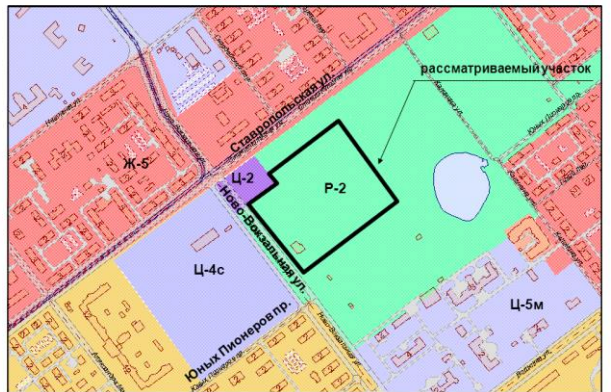 рассматриваемый участок
Ставропольская ул.
Ж-5
Ц-2
Р-2
Ново-Вокзальная ул.
Ц-4с
Ц-5м
Юных Пионеров пр.